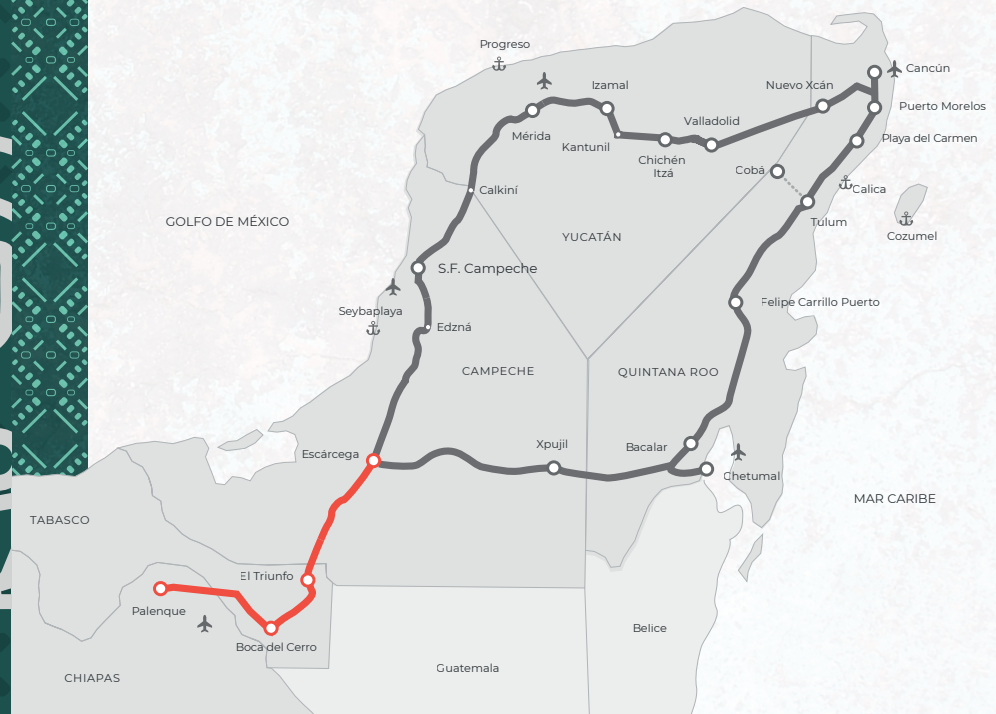 Progreso
Cancún
Izamal
Nuevo Xcán
Puerto Morelos
Mérida
Valladolid
Kantunil
Playa del Carmen
Chichén
Itzá
Cobá
Calkiní
Calica
GOLFO DE MÉXICO
Tulum
Cozumel
YUCATÁN
S.F. Campeche
Felipe Carrillo Puerto
Seybaplaya
Edzná
CAMPECHE
QUINTANA ROO
Xpujil
Bacalar
Escárcega
Chetumal
MAR CARIBE
TABASCO
El Triunfo
Palenque
Belice
Boca del Cerro
Guatemala
CHIAPAS